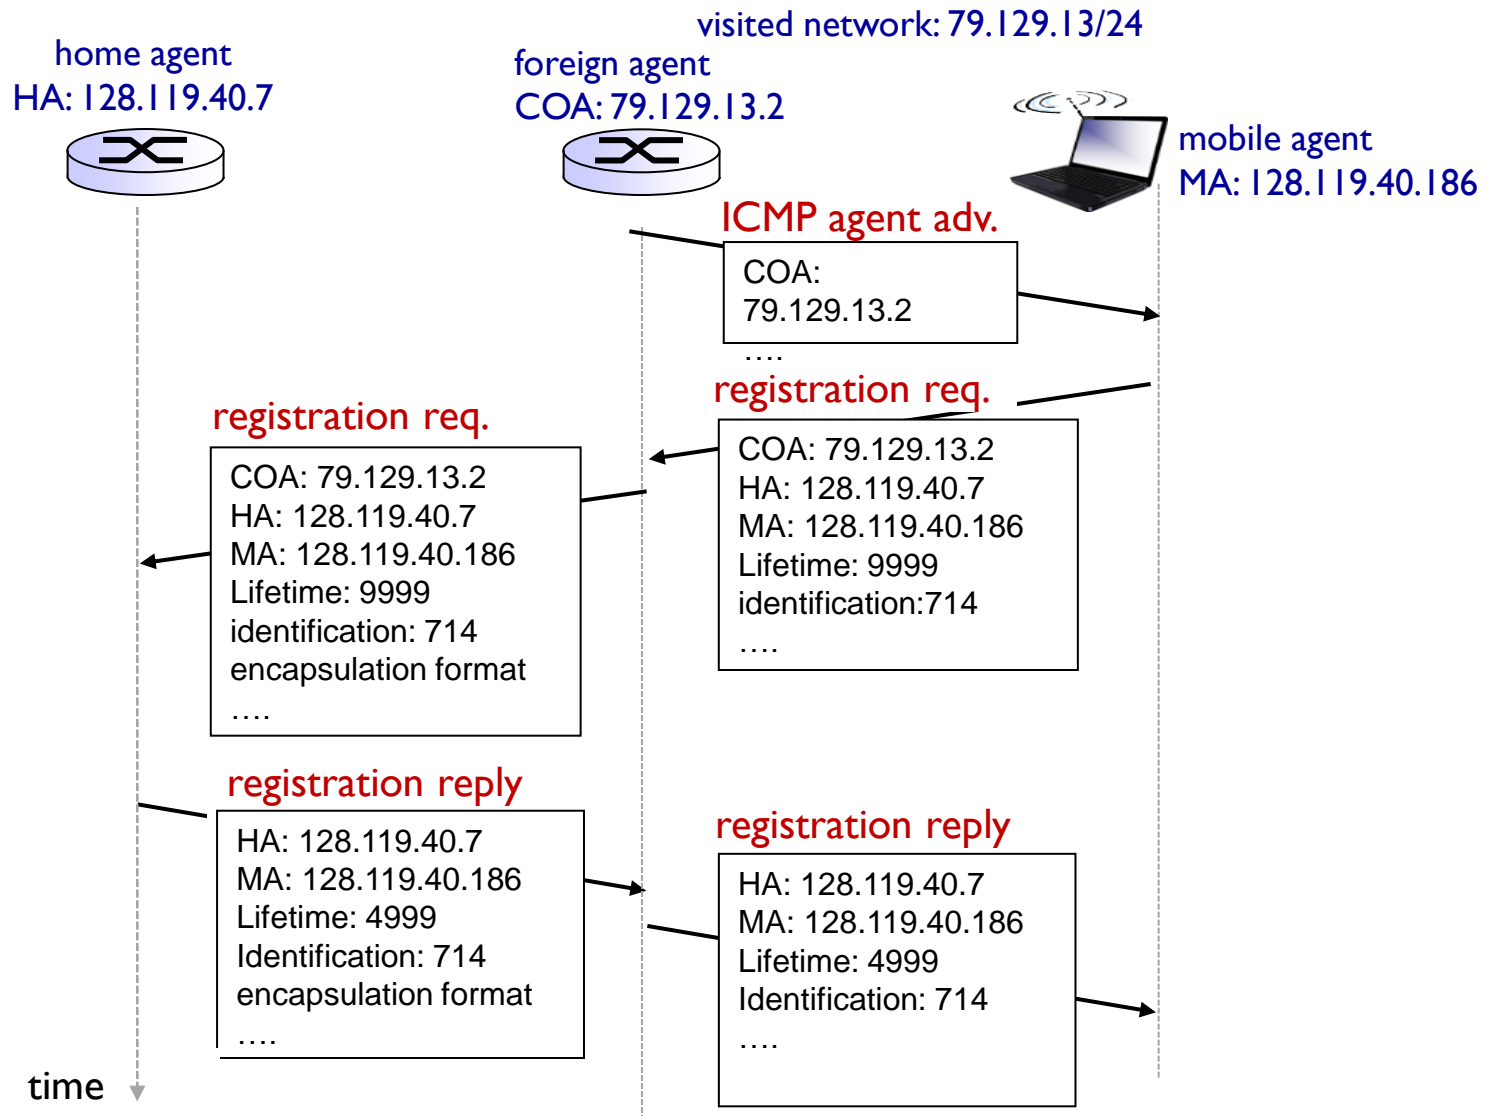 visited network: 79.129.13/24
home agent
HA: 128.119.40.7
foreign agent
COA: 79.129.13.2
mobile agent
MA: 128.119.40.186
ICMP agent adv.
COA:
79.129.13.2
….
registration req.
COA: 79.129.13.2
HA: 128.119.40.7
MA: 128.119.40.186
Lifetime: 9999
identification:714
….
registration req.
COA: 79.129.13.2
HA: 128.119.40.7
MA: 128.119.40.186
Lifetime: 9999
identification: 714
encapsulation format
….
registration reply
HA: 128.119.40.7
MA: 128.119.40.186
Lifetime: 4999
Identification: 714
encapsulation format
….
registration reply
HA: 128.119.40.7
MA: 128.119.40.186
Lifetime: 4999
Identification: 714
….
time